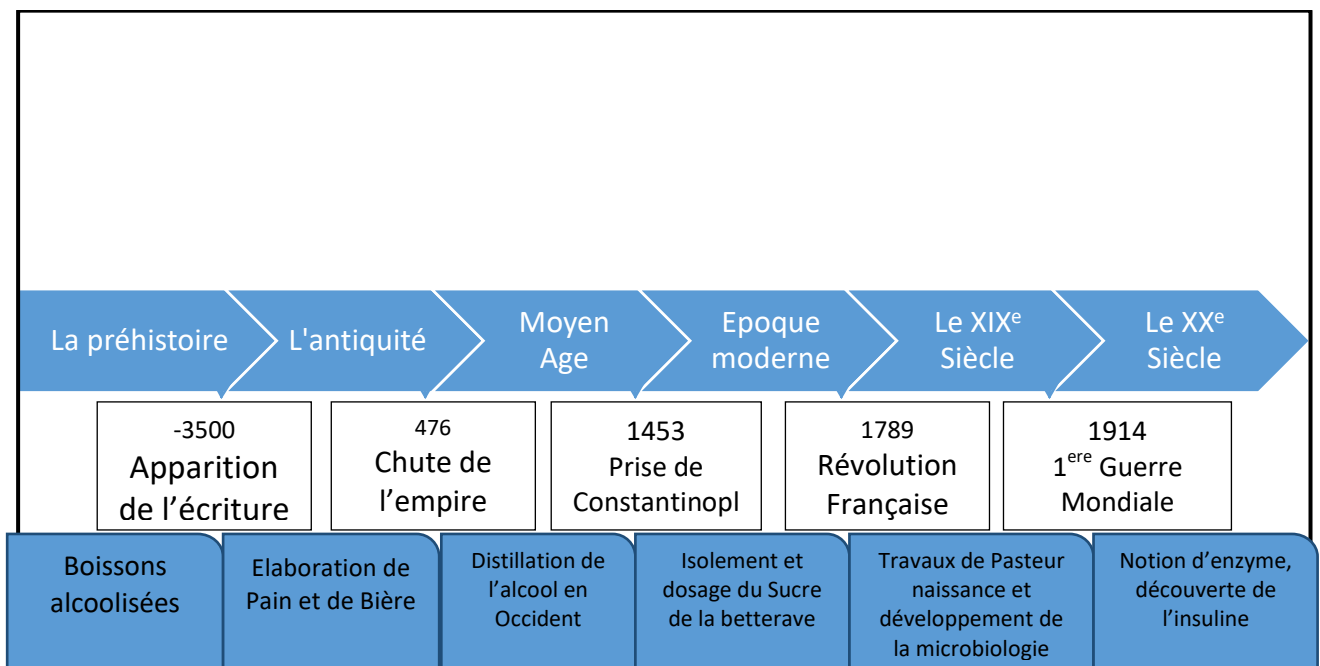 La préhistoire
L'antiquité
Moyen
Age
Epoque
moderne
Le XIXe
Siècle
Le XXe
Siècle
-3500
Apparition
de l'écriture
476
Chute de
l'empire
1453
Prise de
Constantinopl
1789
Révolution
Française
1914
1ere Guerre
Mondiale
Boissons
alcoolisées
Elaboration de
Pain et de Bière
Distillation de
l'alcool en
Occident
Isolement et
dosage du Sucre
de la betterave
Travaux de Pasteur
naissance et
développement de
la microbiologie
Notion d'enzyme,
découverte de
l'insuline